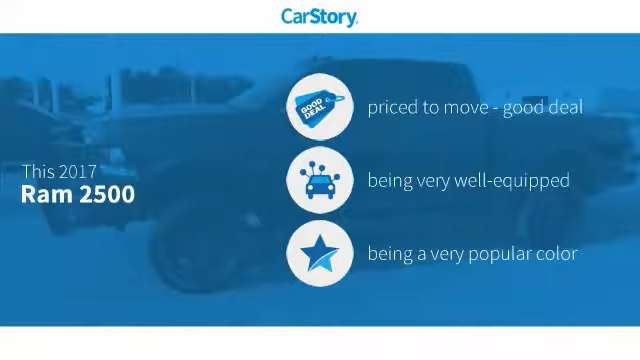 CarStory
This 2017
Ram 2500
GOOD
DEAL
priced to move - good deal
being very well-equipped
being a very popular color